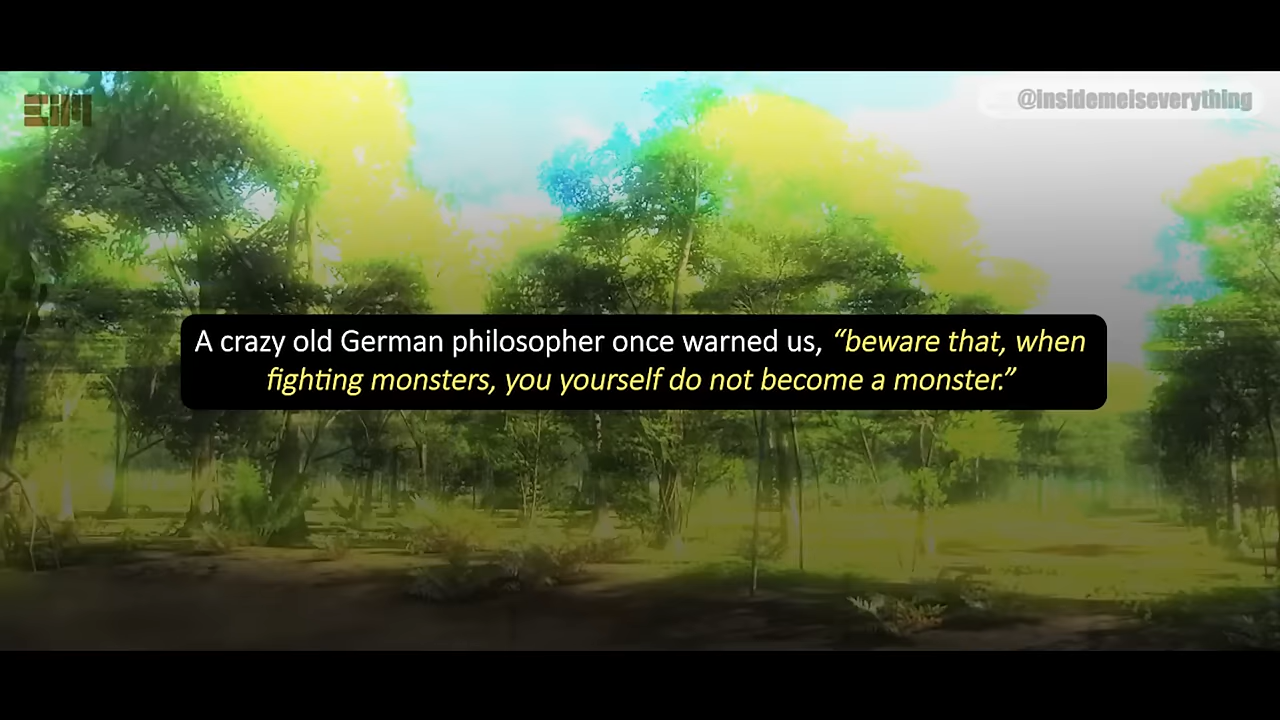 @insidemeiseverything
A crazy old German philosopher once warned us, “beware that, when
fighting monsters, you yourself do not become a monster.”